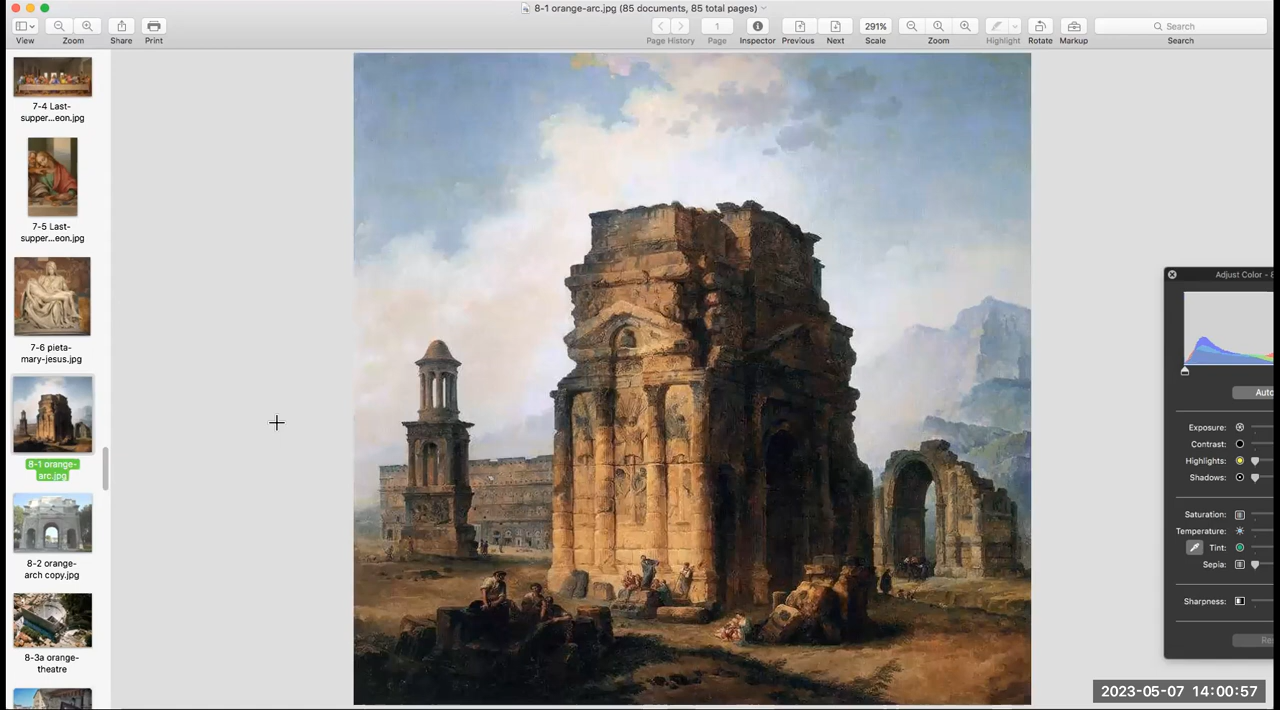 8-1 orange-arc.jpg (85 documents, 85 total pages)
View
Zoom
Share
Print
Page History
1
Page
Inspector
Previous
Next
291%
Scale
Zoom
Highlight
Rotate
Markup
Search
Search
7-4 Last-
supper...eon.jpg
7-5 Last-
supper...eon.jpg
7-6 pieta-
mary-jesus.jpg
8-1 orange-
arc.jpg
8-2 orange-
arch copy.jpg
8-3a orange-
theatre
Adjust Color - 8
Auto
Exposure:
Contrast:
Highlights:
Shadows:
Saturation:
Temperature:
Tint:
Sepia:
Sharpness:
Res
2023-05-07 14:00:57